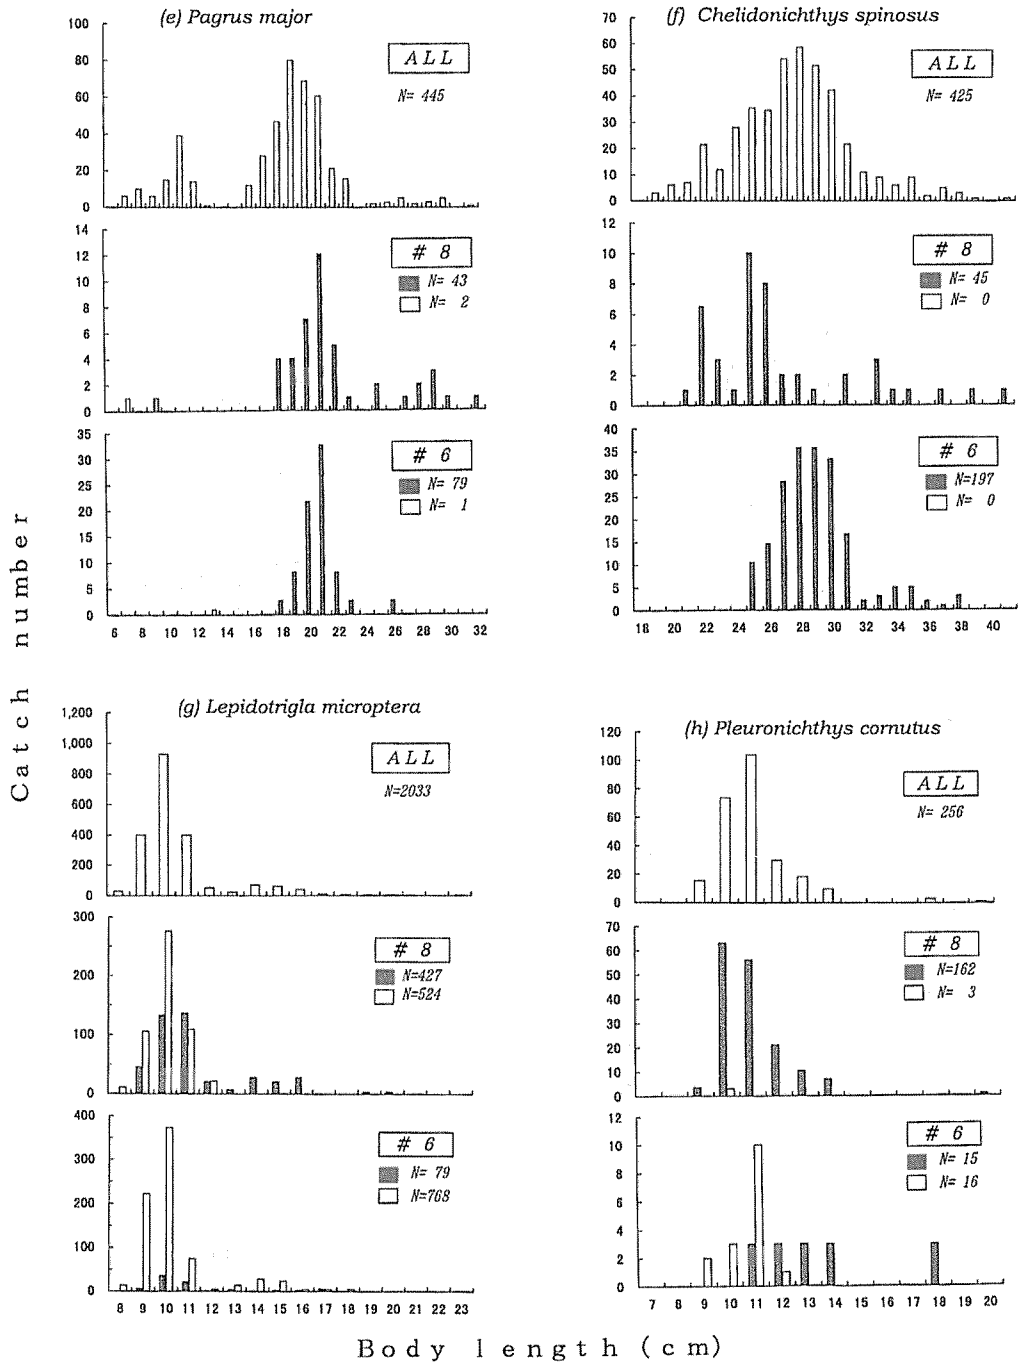 (e) Pagrus major
100
80
60
40
20
0
ALL
N= 445
14
12
10
8
6
4
2
0
# 8
N= 43
N= 2
35
30
25
20
15
10
5
0
# 6
N= 79
N= 1
6 8 10 12 14 16 18 20 22 24 26 28 30 32
(f) Chelidonichthys spinosus
70
60
50
40
30
20
10
0
ALL
N= 425
12
10
8
6
4
2
0
# 8
N= 45
N= 0
40
35
30
25
20
15
10
5
0
# 6
N=197
N= 0
18 20 22 24 26 28 30 32 34 36 38 40
Catch number
(g) Lepidotrigla microptera
1,200
1,000
800
600
400
200
0
ALL
N=2033
300
200
100
0
# 8
N=427
N=524
400
300
200
100
0
# 6
N= 79
N=768
8 9 10 11 12 13 14 15 16 17 18 19 20 21 22 23
(h) Pleuronichthys cornutus
120
100
80
60
40
20
0
ALL
N= 256
70
60
50
40
30
20
10
0
# 8
N=162
N= 3
12
10
8
6
4
2
0
# 6
N= 15
N= 16
7 8 9 10 11 12 13 14 15 16 17 18 19 20
Body length (cm)